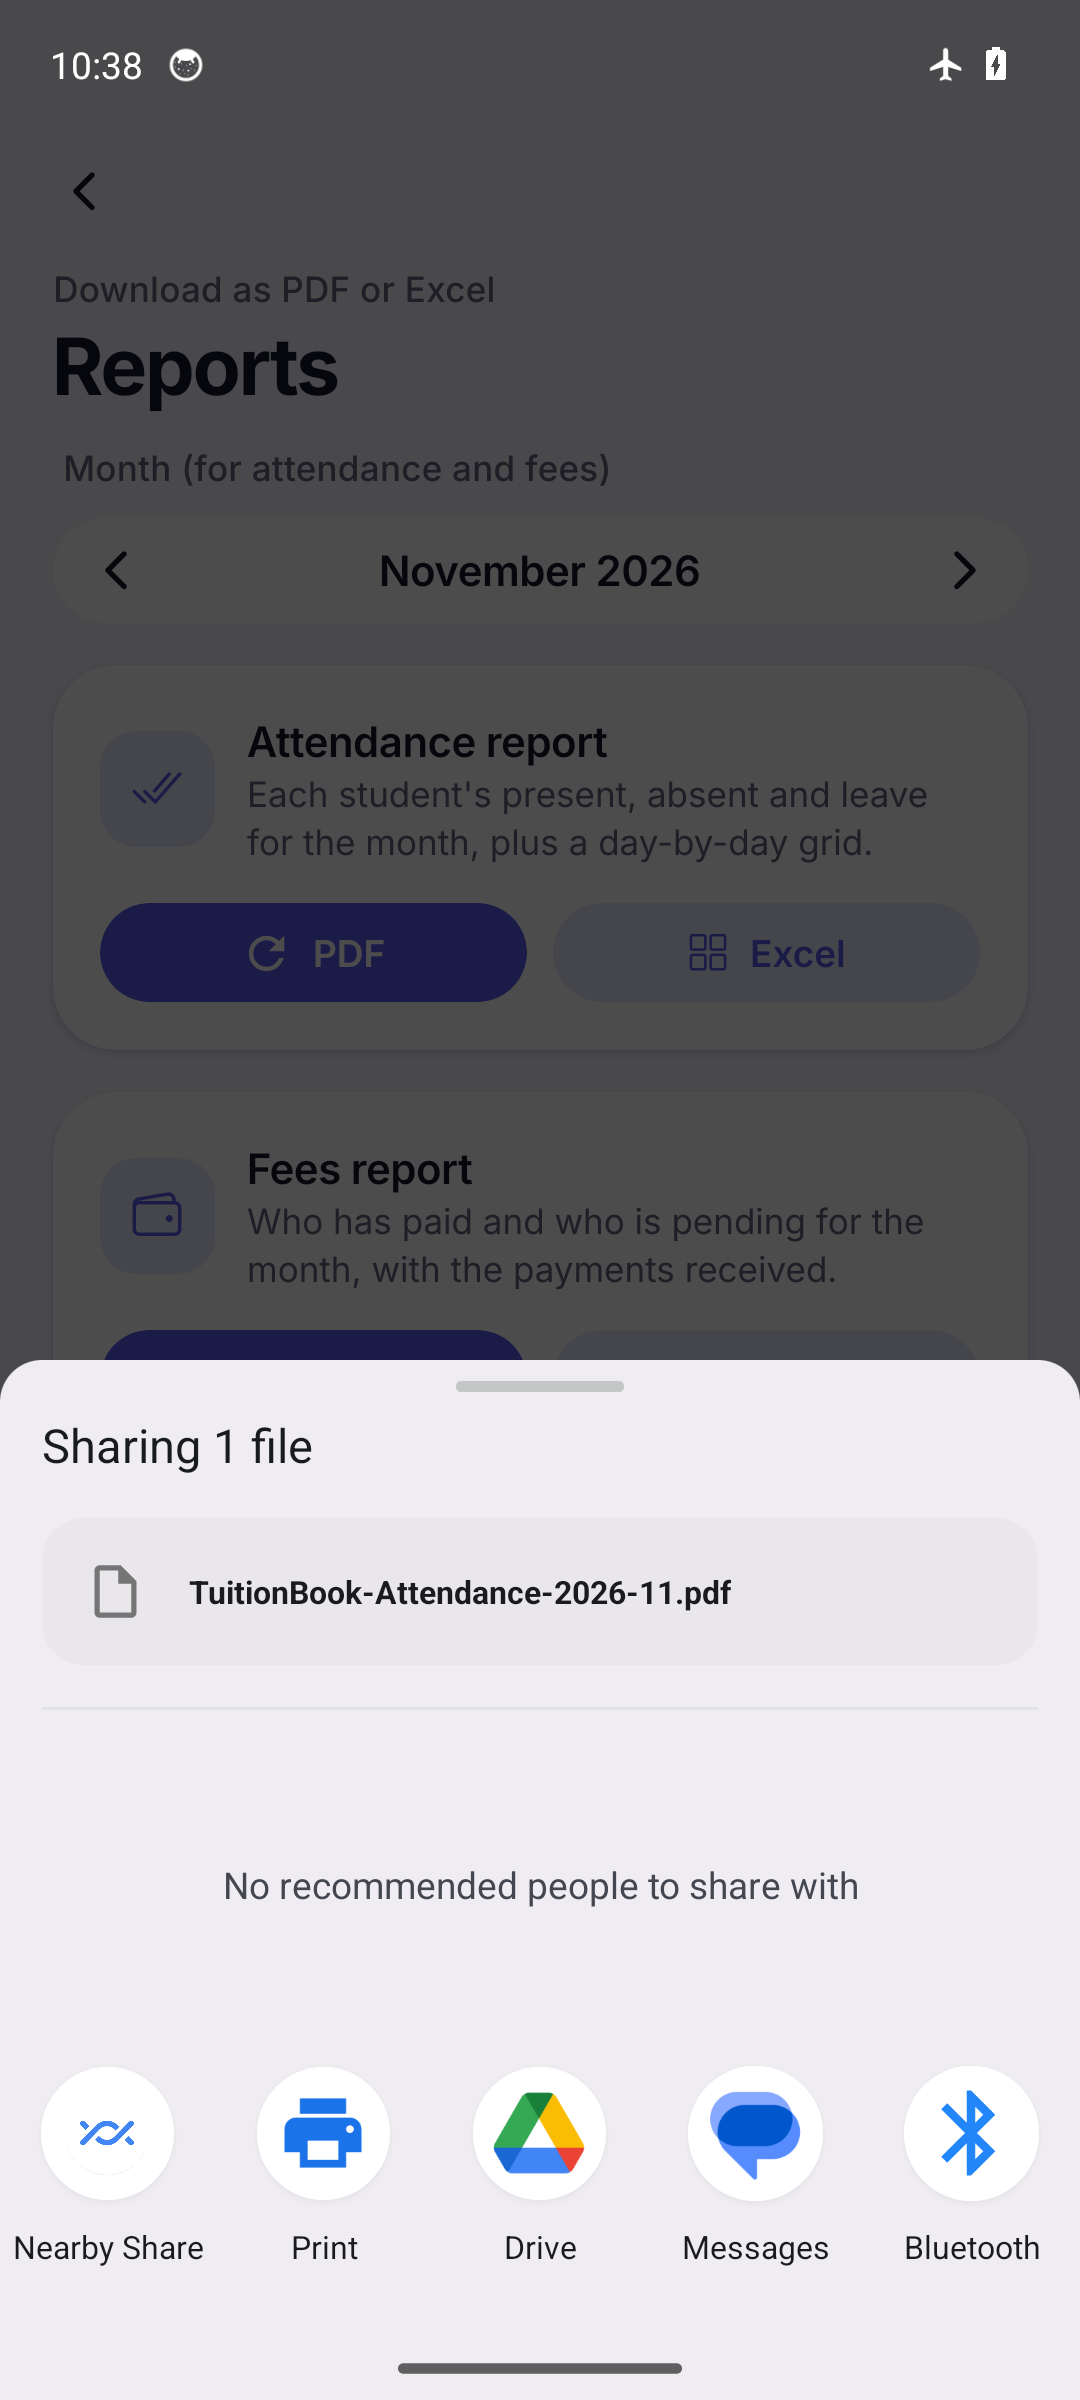 10:38
Download as PDF or Excel
Reports
Month (for attendance and fees)
November 2026
Attendance report
Each student's present, absent and leave
for the month, plus a day-by-day grid.
PDF
Excel
Fees report
Who has paid and who is pending for the
month, with the payments received.
Sharing 1 file
TuitionBook-Attendance-2026-11.pdf
No recommended people to share with
Nearby Share
Print
Drive
Messages
Bluetooth